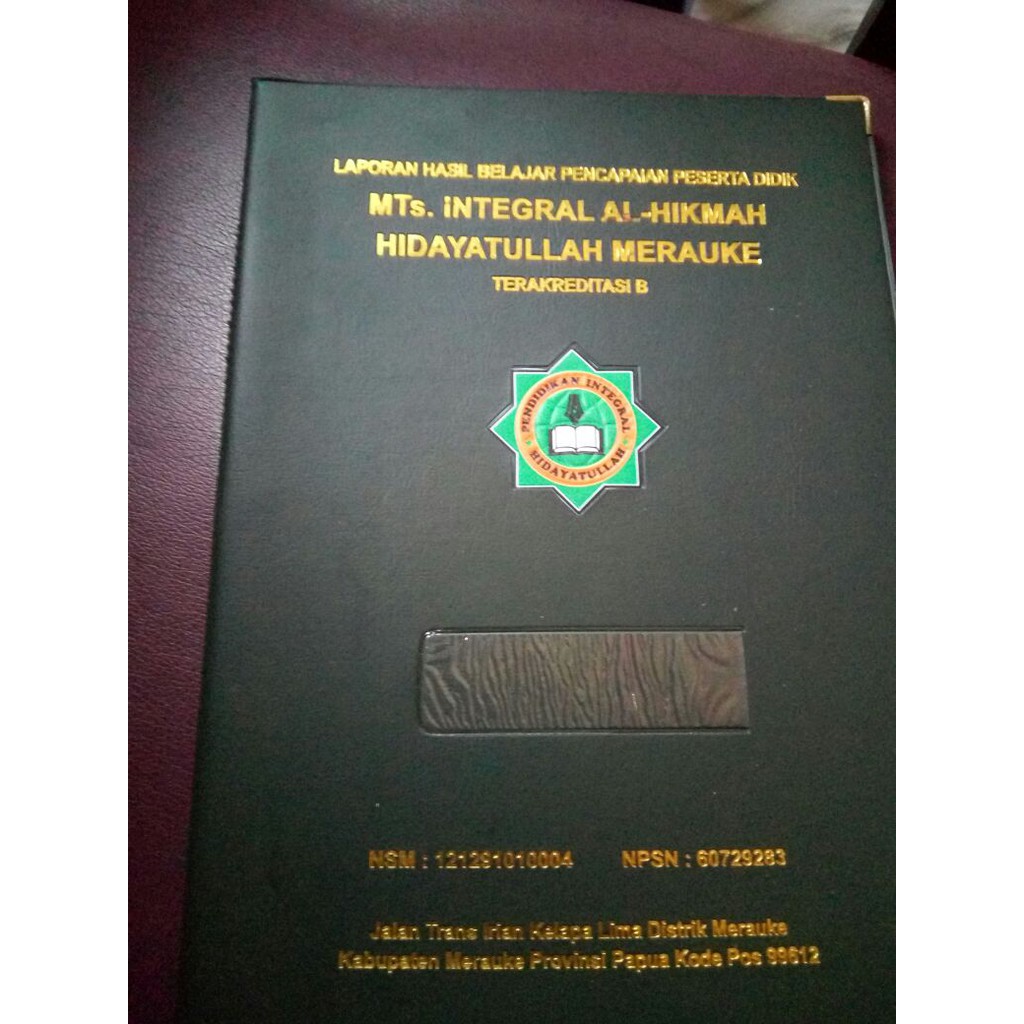 LAPORAN HASIL BELAJAR PENCAPAIAN PESERTA DIDIK
MTs. INTEGRAL AL-HIKMAH
HIDAYATULLAH MERAUKE
TERAKREDITASI B
PENDIDIKAN INTEGRAL
HIDAYATULLAH
NSM : 121291010004 NPSN : 60729283
Jalan Trans Irian Kelapa Lima Distrik Merauke
Kabupaten Merauke Provinsi Papua Kode Pos 99612